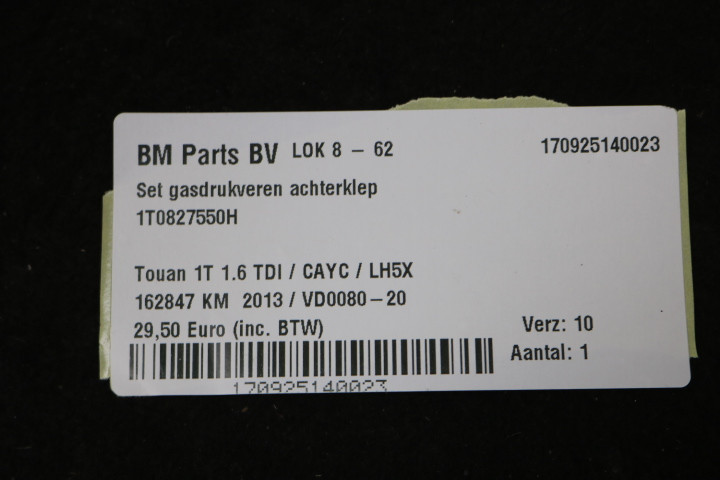 BM Parts BV LOK 8 - 62 170925140023
Set gasdrukveren achterklep
1T0827550H
Touan 1T 1.6 TDI / CAYC / LH5X
162847 KM 2013 / VD0080-20
29,50 Euro (inc. BTW) Verz: 10
Aantal: 1
170925140023